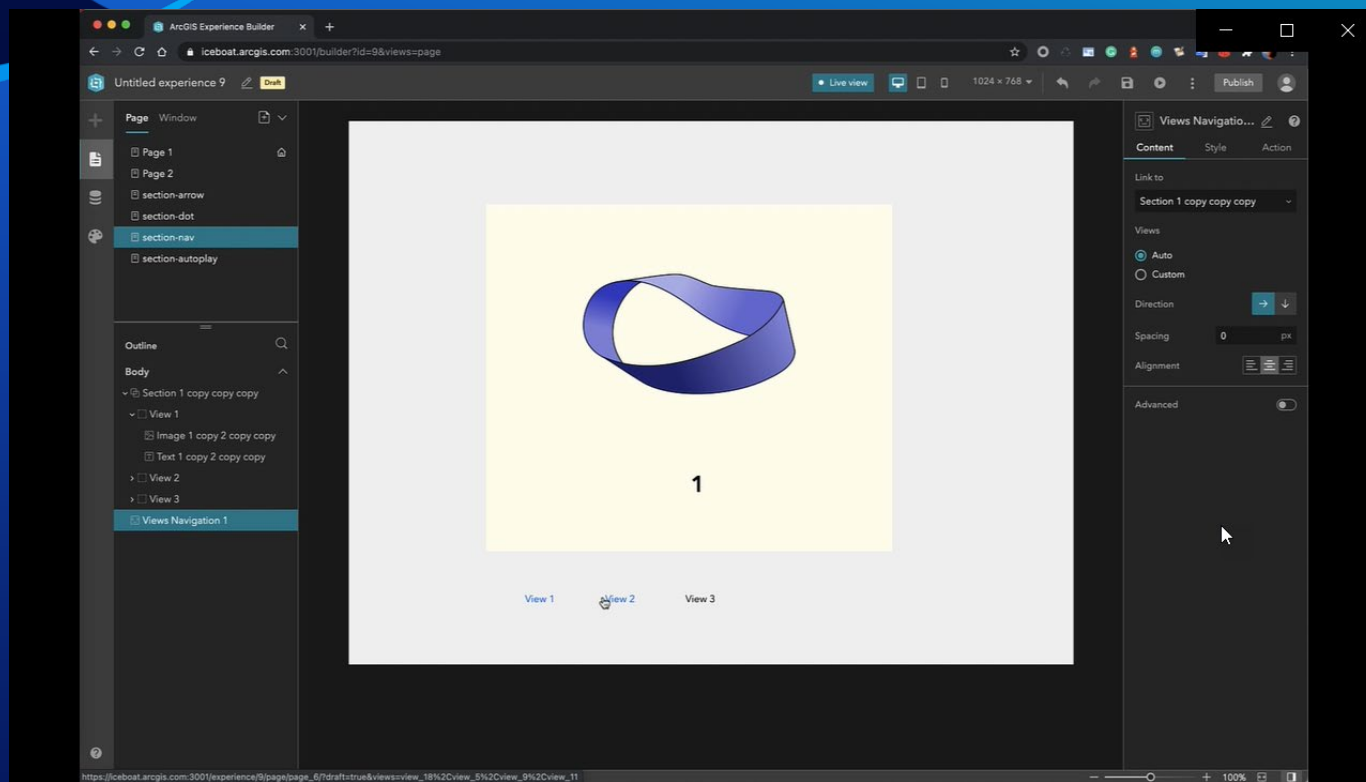 ArcGIS Experience Builder
iceboat.arcgis.com:3001/builder?id=9&views=page
Untitled experience 9 Draft Live view 1024 × 768 Publish
Page Window
Page 1
Page 2
section-arrow
section-dot
section-nav
section-autoplay
Outline
Body
Section 1 copy copy copy
View 1
Image 1 copy 2 copy copy
Text 1 copy 2 copy copy
View 2
View 3
Views Navigation 1
1
View 1 View 2 View 3
Views Navigatio...
Content Style Action
Link to
Section 1 copy copy copy
Views
Auto
Custom
Direction
Spacing 0 px
Alignment
Advanced
https://iceboat.arcgis.com:3001/experience/9/page/page_6/?draft=true&views=view_18%2Cview_5%2Cview_9%2Cview_11
100%